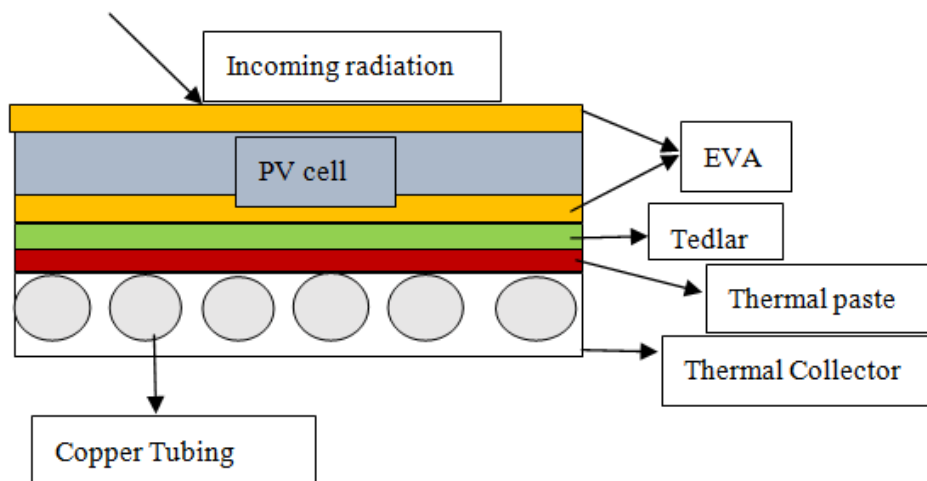 Incoming radiation
PV cell
EVA
Tedlar
Thermal paste
Thermal Collector
Copper Tubing